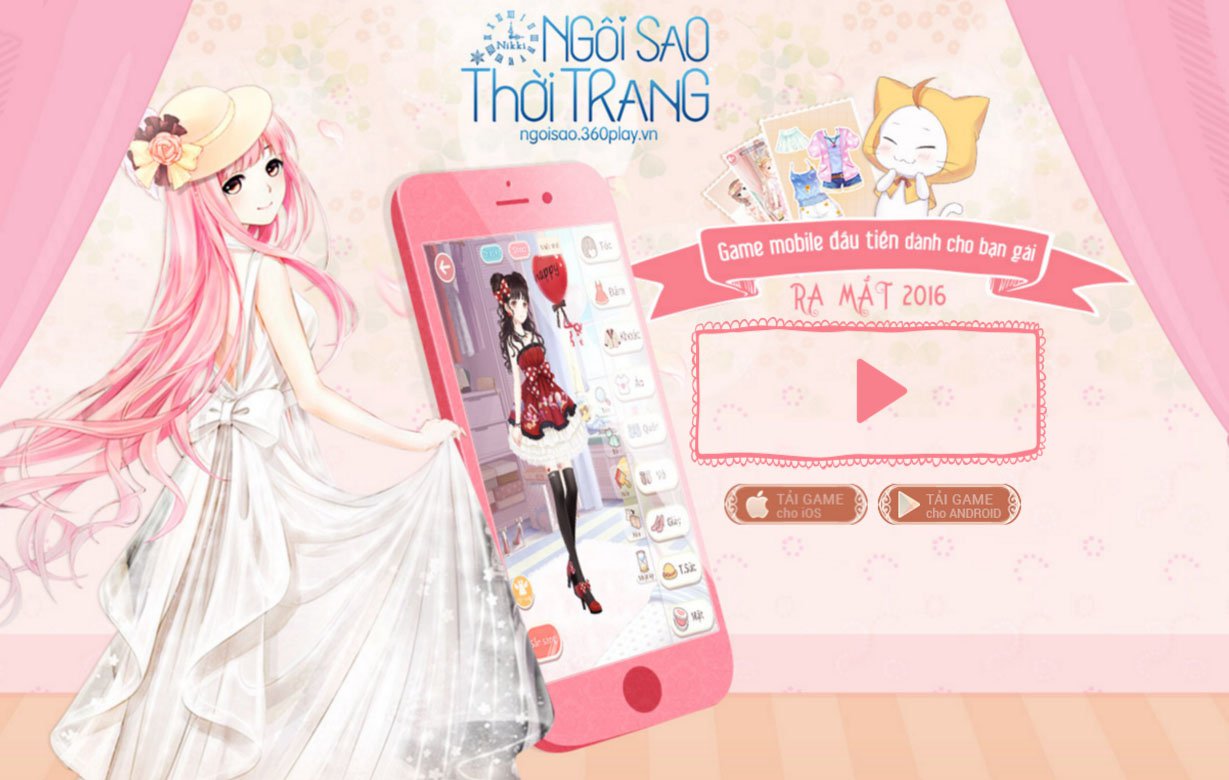 Nikki
NGÔI SAO
THỜI TRANG
ngoisao.360play.vn
Game mobile đầu tiên dành cho bạn gái
RA MẮT 2016
TẢI GAME
cho iOS
TẢI GAME
cho ANDROID
happy
Tóc
Đầm
Khoác
Áo
Quần
Vớ
Giày
T.Sức
Mặt